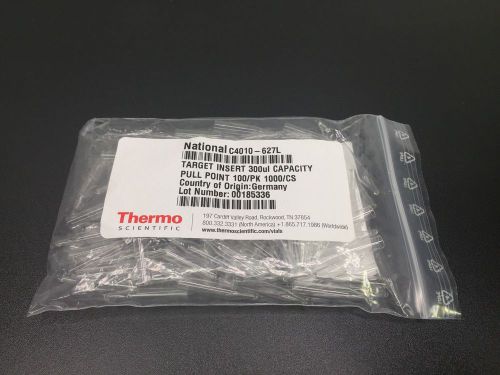 National C4010-627L
TARGET INSERT 300ul CAPACITY
PULL POINT 100/PK 1000/CS
Country of Origin:Germany
Lot Number: 00185336
Thermo
SCIENTIFIC
197 Cardiff Valley Road, Rockwood, TN 37854
800.332.3331 (North America) +1.865.717.1986 (Worldwide)
www.thermoscientific.com/vials